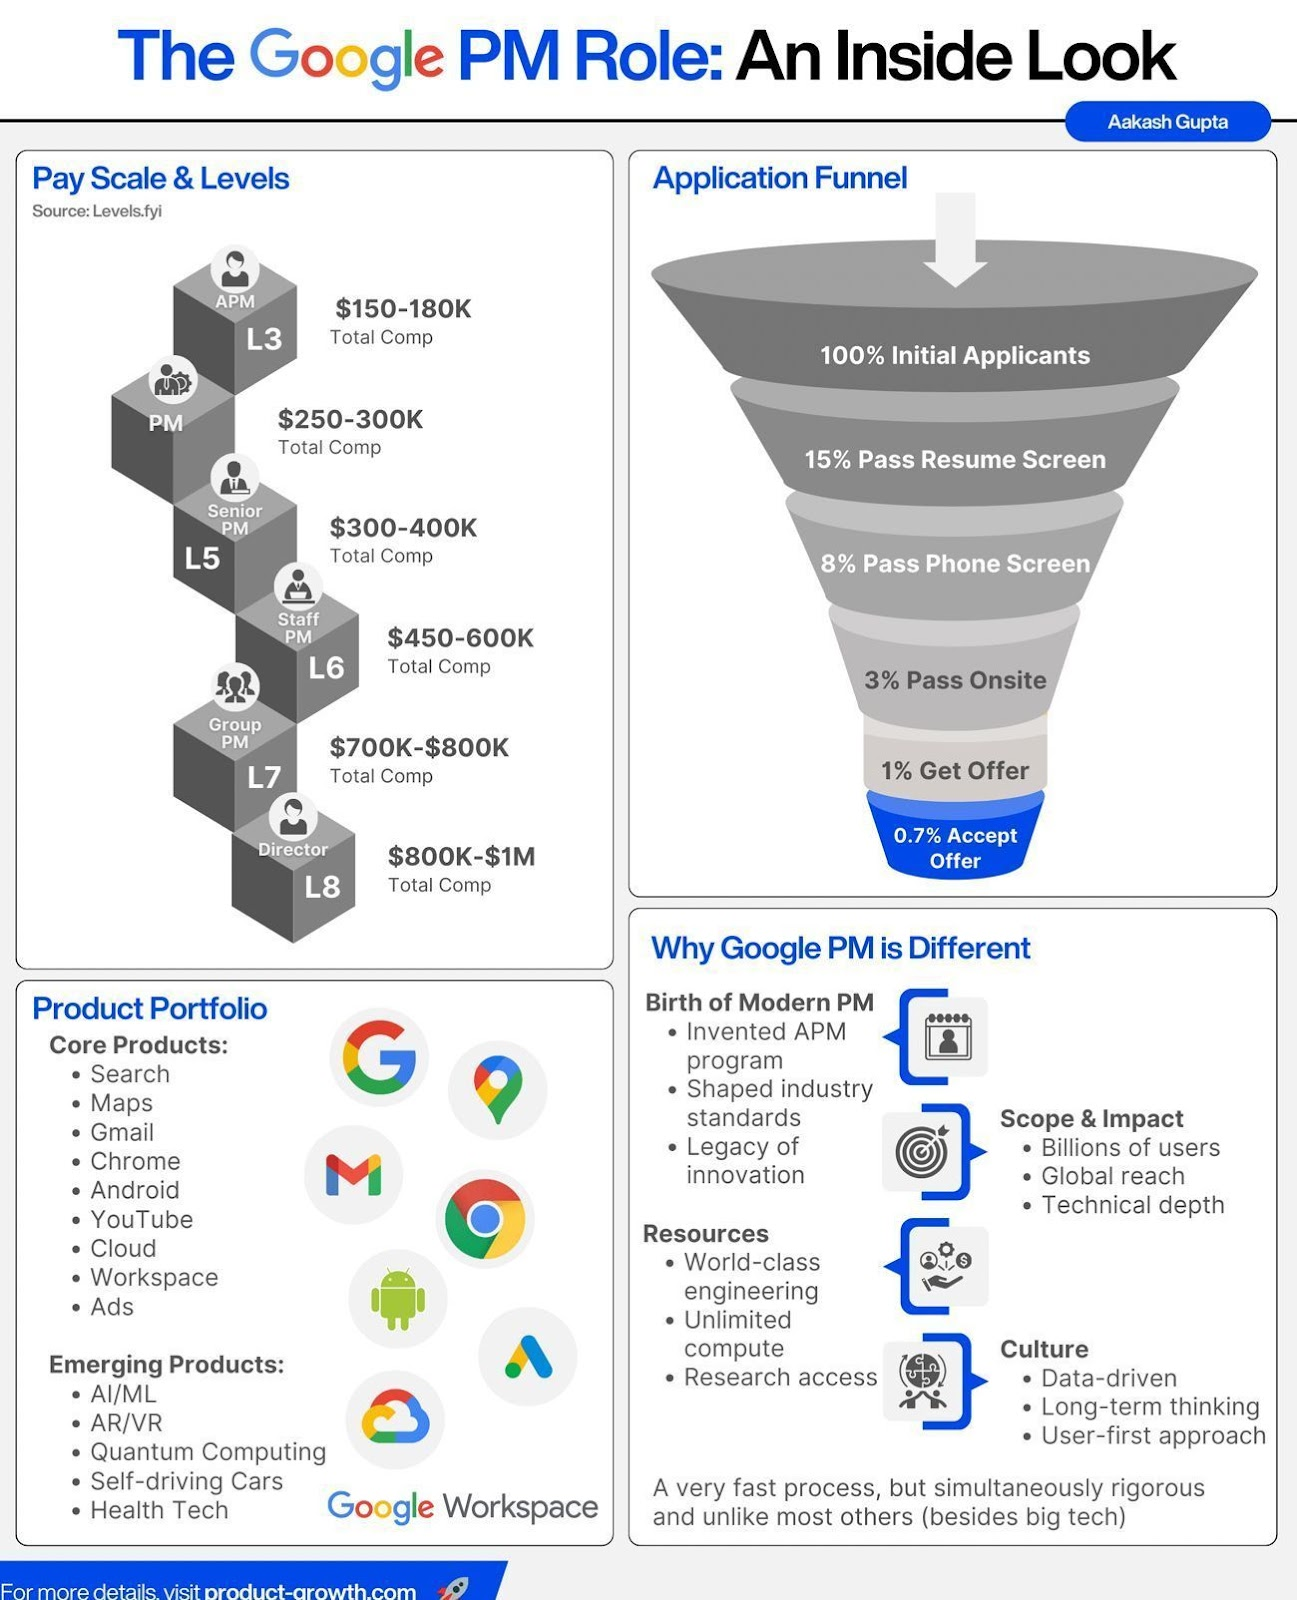 The Google PM Role: An Inside Look
Aakash Gupta
Pay Scale & Levels
Source: Levels.fyi
APM
L3
$150-180K
Total Comp
PM
$250-300K
Total Comp
Senior
PM
L5
$300-400K
Total Comp
Staff
PM
L6
$450-600K
Total Comp
Group
PM
L7
$700K-$800K
Total Comp
Director
L8
$800K-$1M
Total Comp
Application Funnel
100% Initial Applicants
15% Pass Resume Screen
8% Pass Phone Screen
3% Pass Onsite
1% Get Offer
0.7% Accept
Offer
Product Portfolio
Core Products:
• Search
• Maps
• Gmail
• Chrome
• Android
• YouTube
• Cloud
• Workspace
• Ads
Emerging Products:
• AI/ML
• AR/VR
• Quantum Computing
• Self-driving Cars
• Health Tech
Google Workspace
Why Google PM is Different
Birth of Modern PM
• Invented APM
program
• Shaped industry
standards
• Legacy of
innovation
Scope & Impact
• Billions of users
• Global reach
• Technical depth
Resources
• World-class
engineering
• Unlimited
compute
• Research access
Culture
• Data-driven
• Long-term thinking
• User-first approach
A very fast process, but simultaneously rigorous
and unlike most others (besides big tech)
For more details, visit product-growth.com